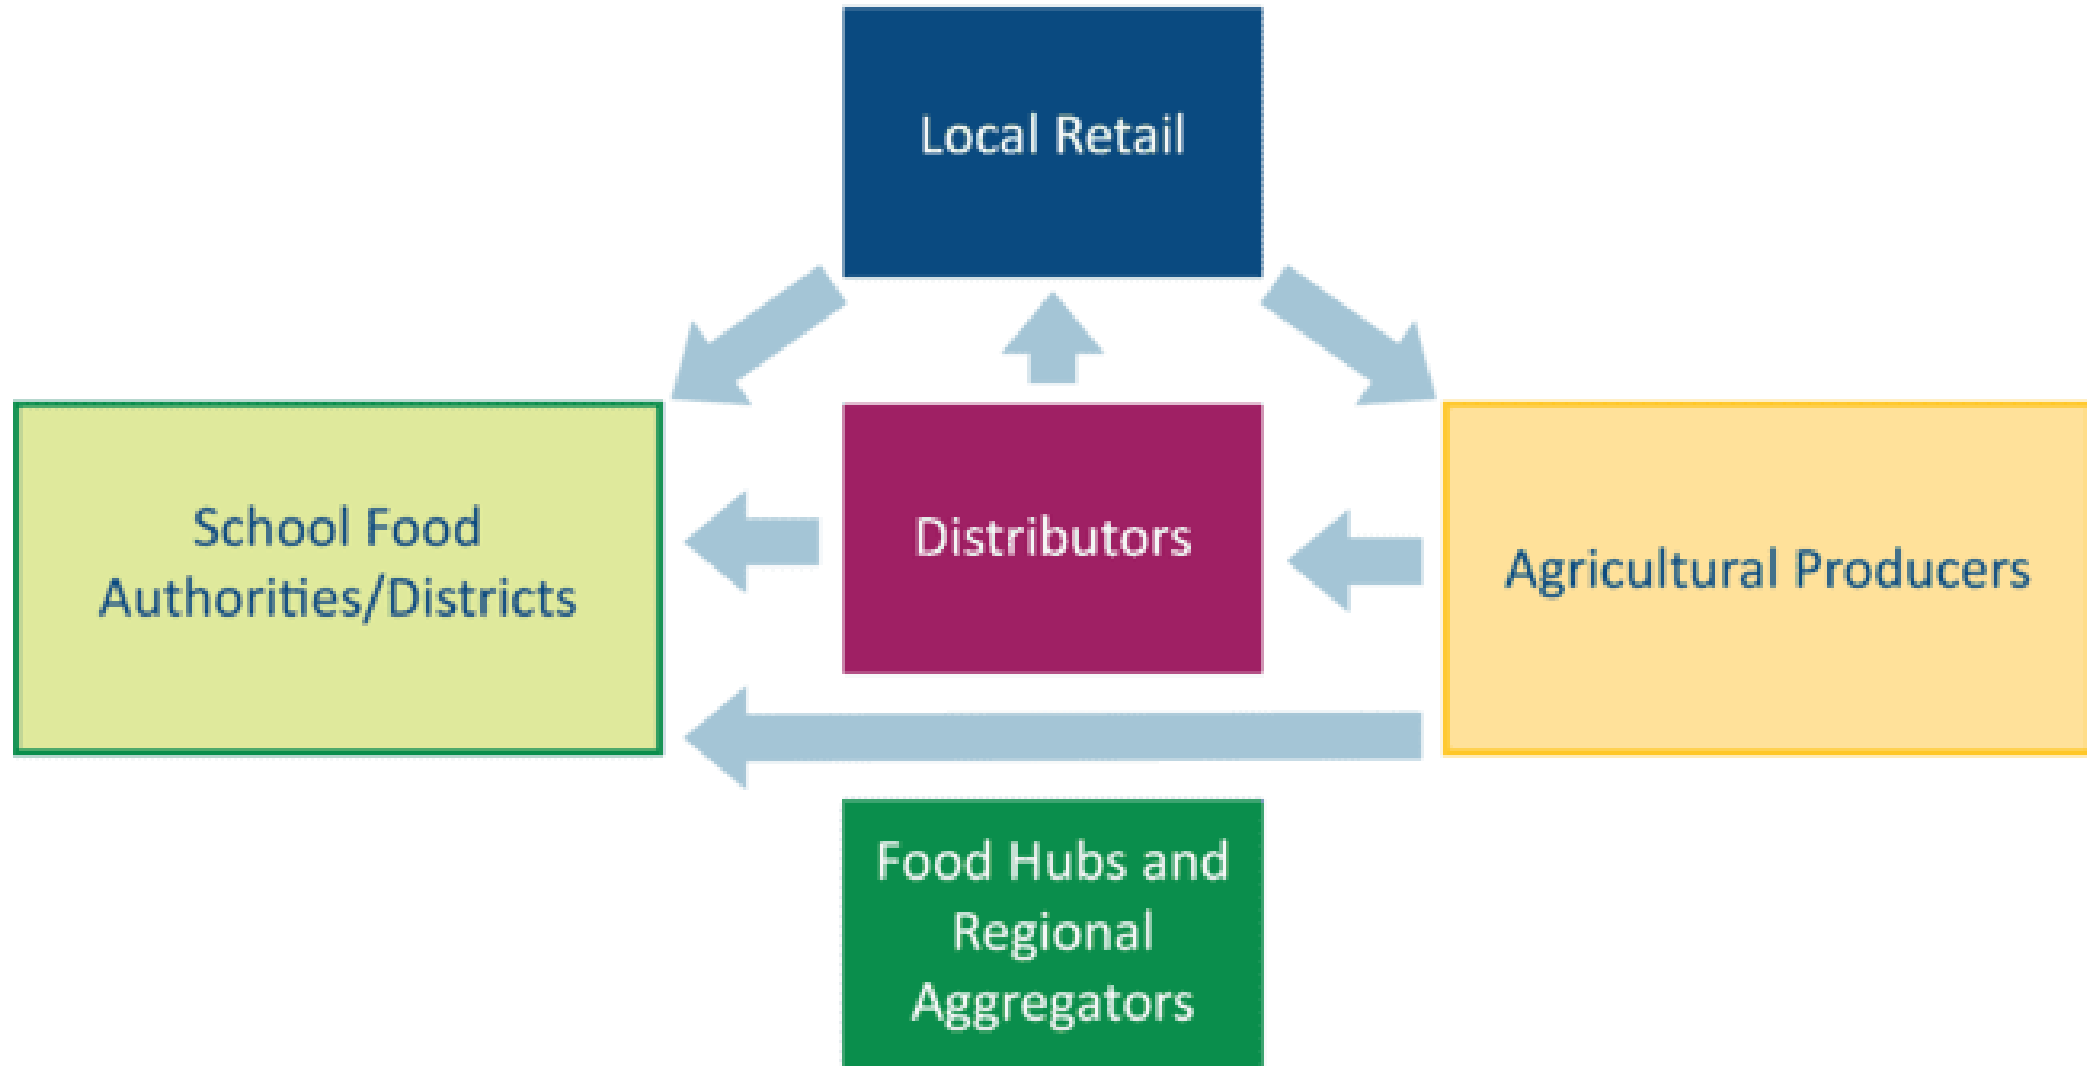 Local Retail
School Food
Authorities/Districts
Distributors
Agricultural Producers
Food Hubs and
Regional
Aggregators